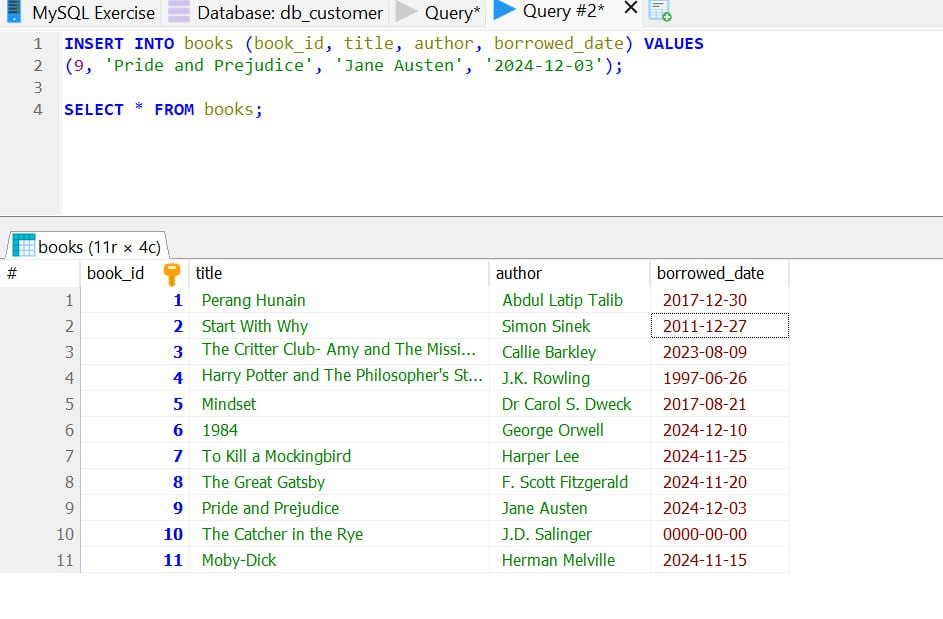 MySQL Exercise Database: db_customer Query* Query #2*
1 INSERT INTO books (book_id, title, author, borrowed_date) VALUES
2 (9, 'Pride and Prejudice', 'Jane Austen', '2024-12-03');
3
4 SELECT * FROM books;
books (11r × 4c)
# book_id title author borrowed_date
1 1 Perang Hunain Abdul Latip Talib 2017-12-30
2 2 Start With Why Simon Sinek 2011-12-27
3 3 The Critter Club- Amy and The Missi... Callie Barkley 2023-08-09
4 4 Harry Potter and The Philosopher's St... J.K. Rowling 1997-06-26
5 5 Mindset Dr Carol S. Dweck 2017-08-21
6 6 1984 George Orwell 2024-12-10
7 7 To Kill a Mockingbird Harper Lee 2024-11-25
8 8 The Great Gatsby F. Scott Fitzgerald 2024-11-20
9 9 Pride and Prejudice Jane Austen 2024-12-03
10 10 The Catcher in the Rye J.D. Salinger 0000-00-00
11 11 Moby-Dick Herman Melville 2024-11-15